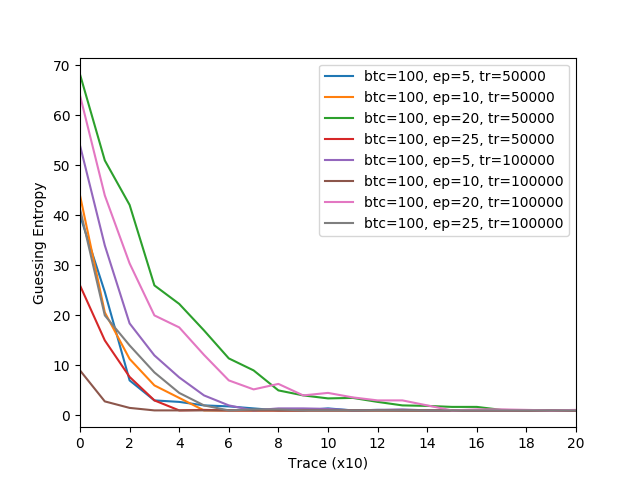 70
60
50
40
30
20
10
0
Guessing Entropy
btc=100, ep=5, tr=50000
btc=100, ep=10, tr=50000
btc=100, ep=20, tr=50000
btc=100, ep=25, tr=50000
btc=100, ep=5, tr=100000
btc=100, ep=10, tr=100000
btc=100, ep=20, tr=100000
btc=100, ep=25, tr=100000
0 2 4 6 8 10 12 14 16 18 20
Trace (x10)